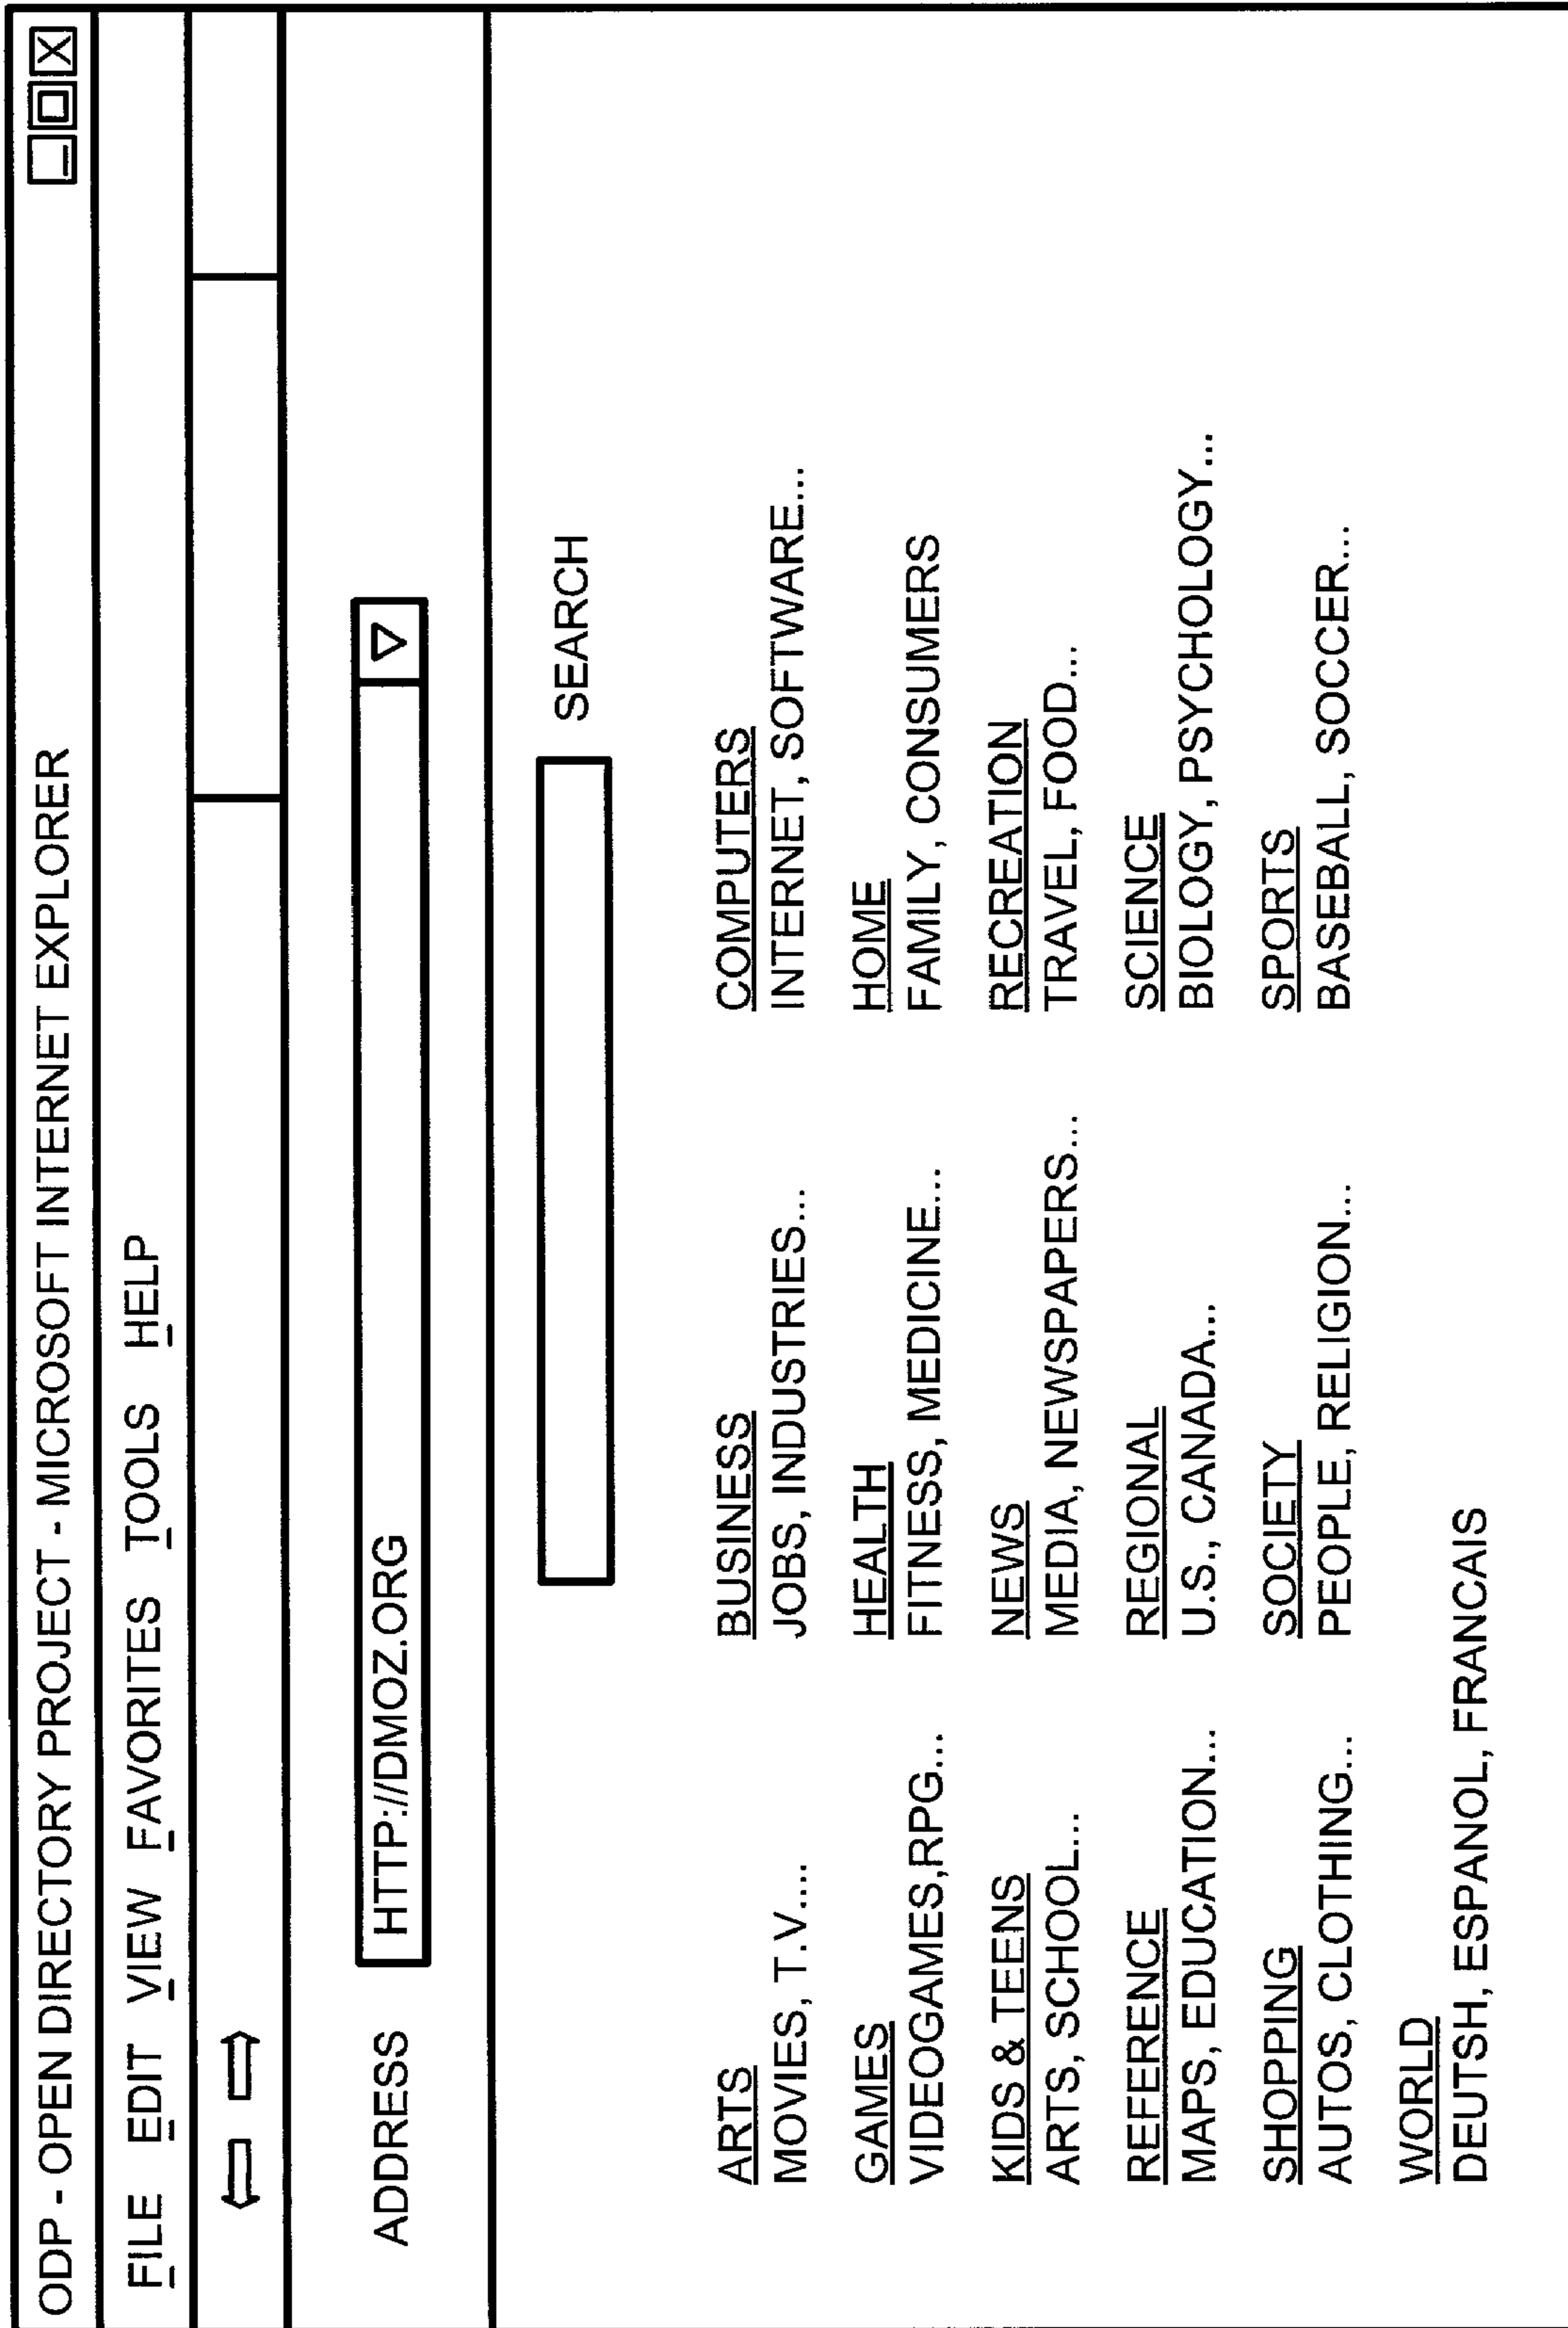 ODP - OPEN DIRECTORY PROJECT - MICROSOFT INTERNET EXPLORER
FILE EDIT VIEW FAVORITES TOOLS HELP
ADDRESS HTTP://DMOZ.ORG
SEARCH
ARTS BUSINESS COMPUTERS
MOVIES, T.V.... JOBS, INDUSTRIES... INTERNET, SOFTWARE...
GAMES HEALTH HOME
VIDEOGAMES,RPG... FITNESS, MEDICINE... FAMILY, CONSUMERS
KIDS & TEENS NEWS RECREATION
ARTS, SCHOOL... MEDIA, NEWSPAPERS... TRAVEL, FOOD...
REFERENCE REGIONAL SCIENCE
MAPS, EDUCATION... U.S., CANADA... BIOLOGY, PSYCHOLOGY...
SHOPPING SOCIETY SPORTS
AUTOS, CLOTHING... PEOPLE, RELIGION... BASEBALL, SOCCER...
WORLD
DEUTSH, ESPANOL, FRANCAIS